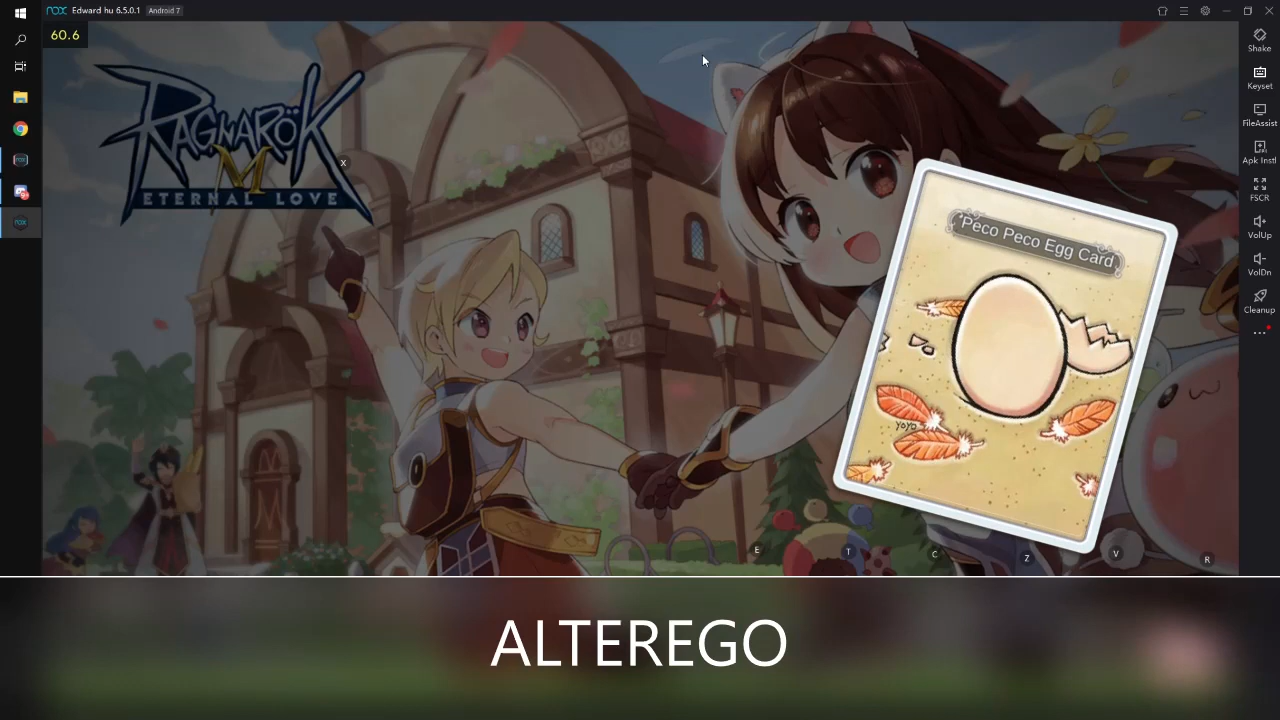 nox Edward hu 6.5.0.1 Android 7
60.6
RAGNARÖK
M
ETERNAL LOVE
X
Peco Peco Egg Card
yoyo
E
T
C
Z
V
R
Shake
Keyset
FileAssist
Apk Instl
FSCR
VolUp
VolDn
Cleanup
ALTEREGO